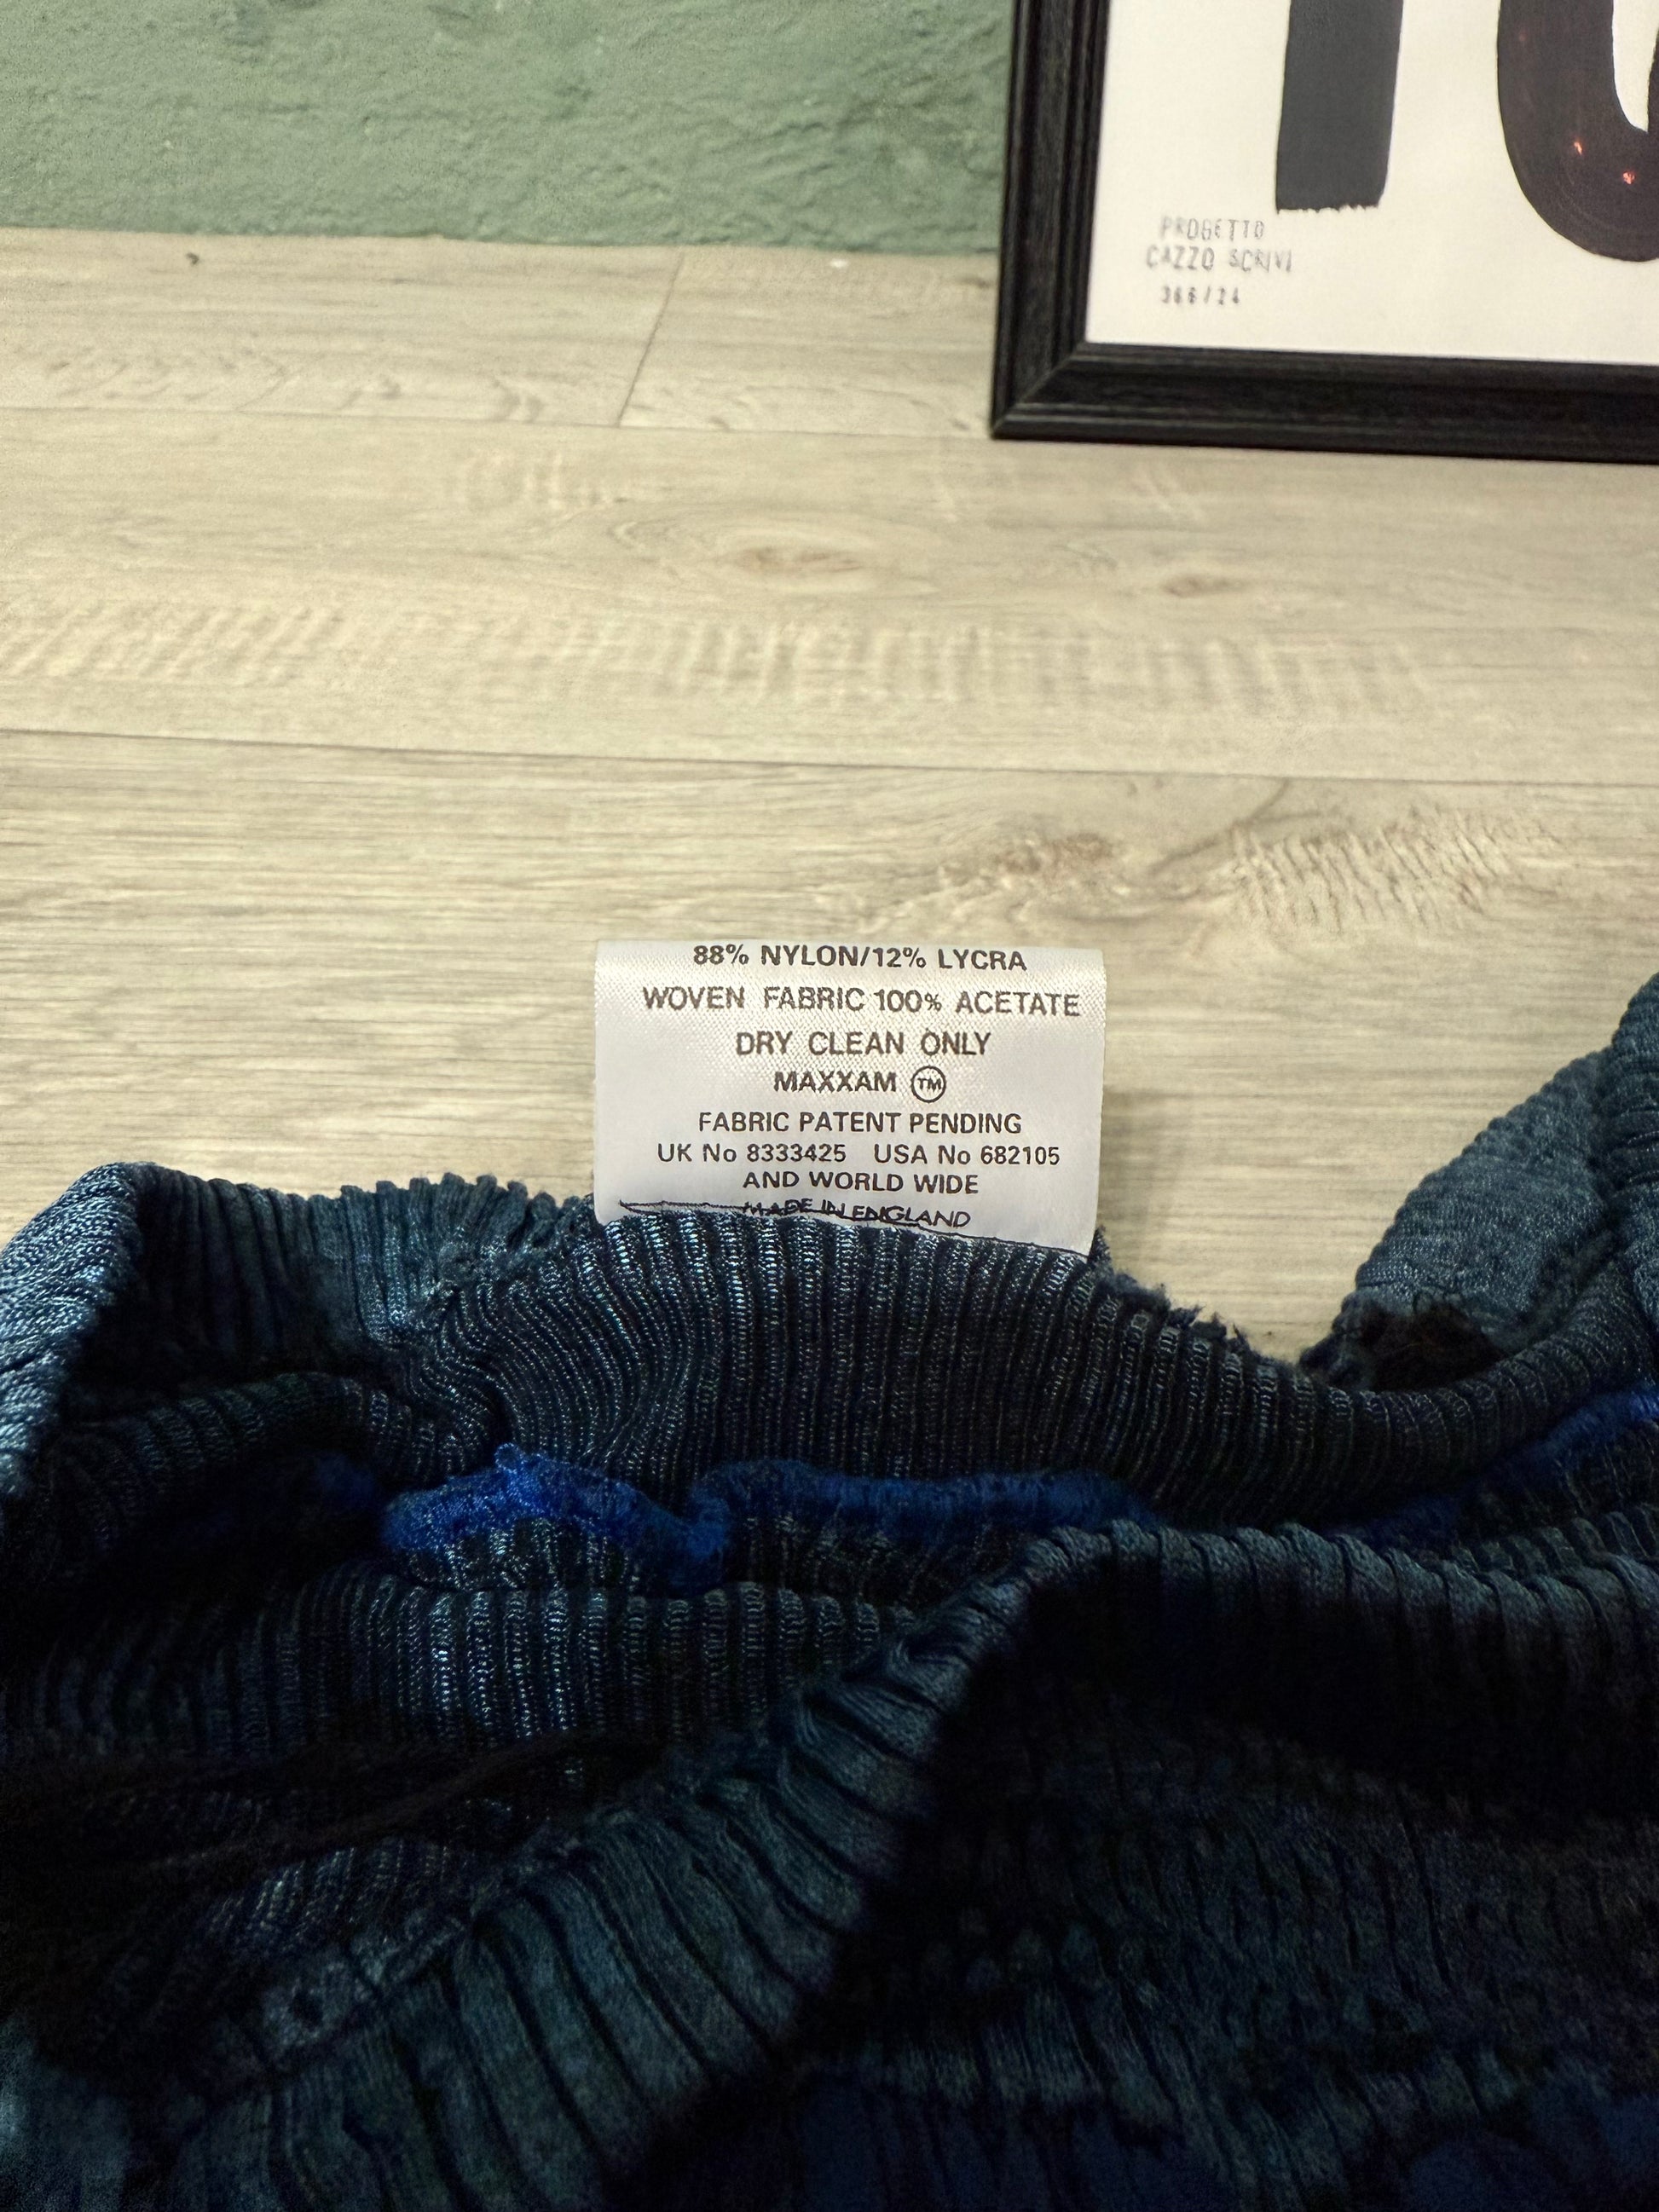 PROGETTO
CAZZO SCRIVI
366/24
88% NYLON/12% LYCRA
WOVEN FABRIC 100% ACETATE
DRY CLEAN ONLY
MAXXAM TM
FABRIC PATENT PENDING
UK No 8333425 USA No 682105
AND WORLD WIDE
MADE IN ENGLAND